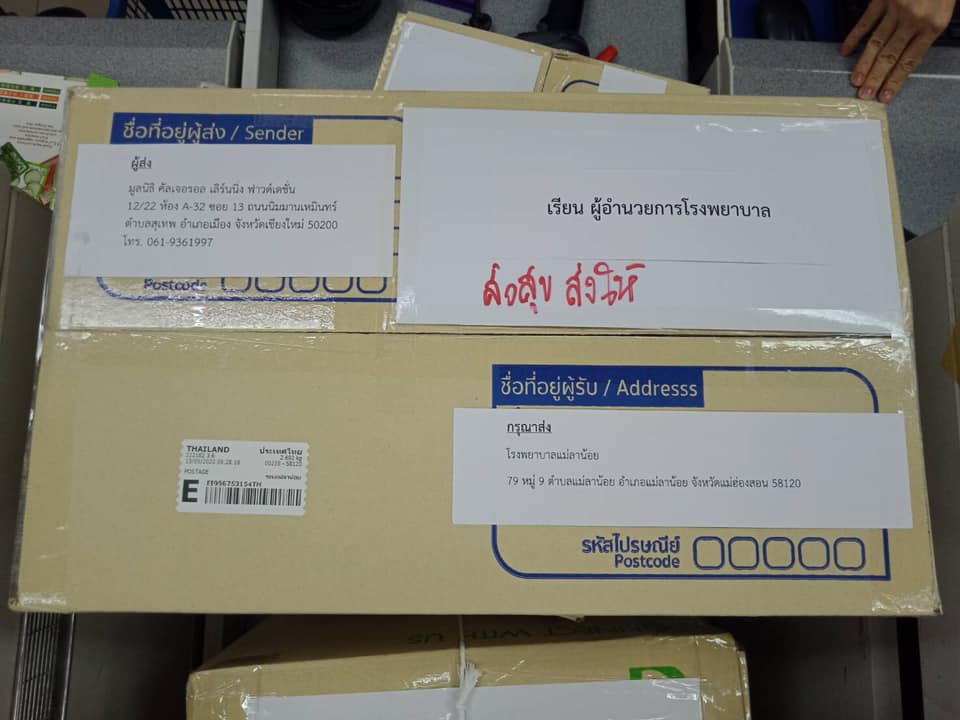 ชื่อที่อยู่ผู้ส่ง / Sender
ผู้ส่ง
มูลนิธิ คัลเจอรอล เลิร์นนิ่ง ฟาวด์เดชั่น
12/22 ห้อง A-32 ซอย 13 ถนนนิมมานเหมินทร์
ตำบลสุเทพ อำเภอเมือง จังหวัดเชียงใหม่ 50200
โทร. 061-9361997
Postcode
เรียน ผู้อำนวยการโรงพยาบาล
ส่งสุข ส่งให้
ชื่อที่อยู่ผู้รับ / Addresss
กรุณาส่ง
โรงพยาบาลแม่ลาน้อย
79 หมู่ 9 ตำบลแม่ลาน้อย อำเภอแม่ลาน้อย จังหวัดแม่ฮ่องสอน 58120
รหัสไปรษณีย์
Postcode
THAILAND ประเทศไทย
POSTAGE
E
WITH US